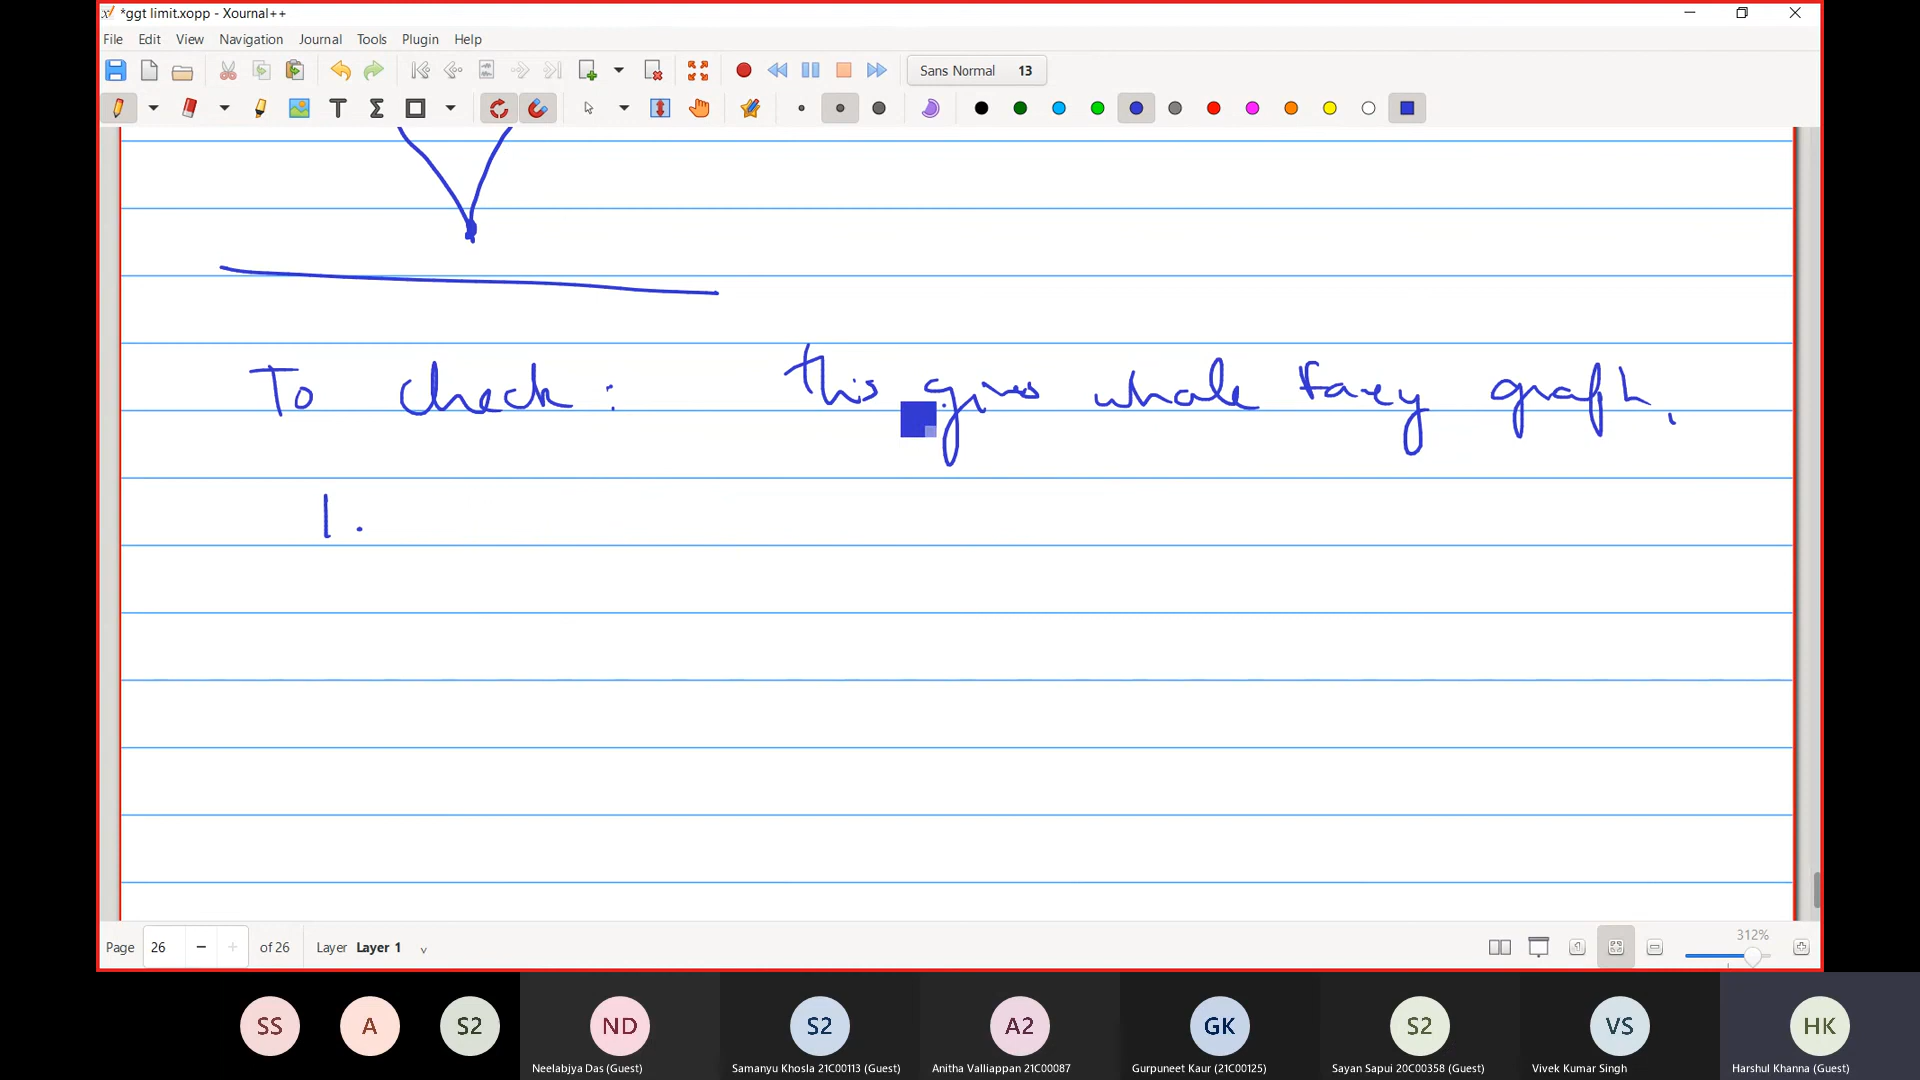 *ggt limit.xopp - Xournal++
File Edit View Navigation Journal Tools Plugin Help
Sans Normal 13
To check: this gives whole Farey graph.
1.
Page 26 of 26 Layer Layer 1 312%
SS A S2 ND S2 A2 GK S2 VS HK
Neelabjya Das (Guest) Samanyu Khosla 21C00113 (Guest) Anitha Valliappan 21C00087 Gurpuneet Kaur (21C00125) Sayan Sapui 20C00358 (Guest) Vivek Kumar Singh Harshul Khanna (Guest)